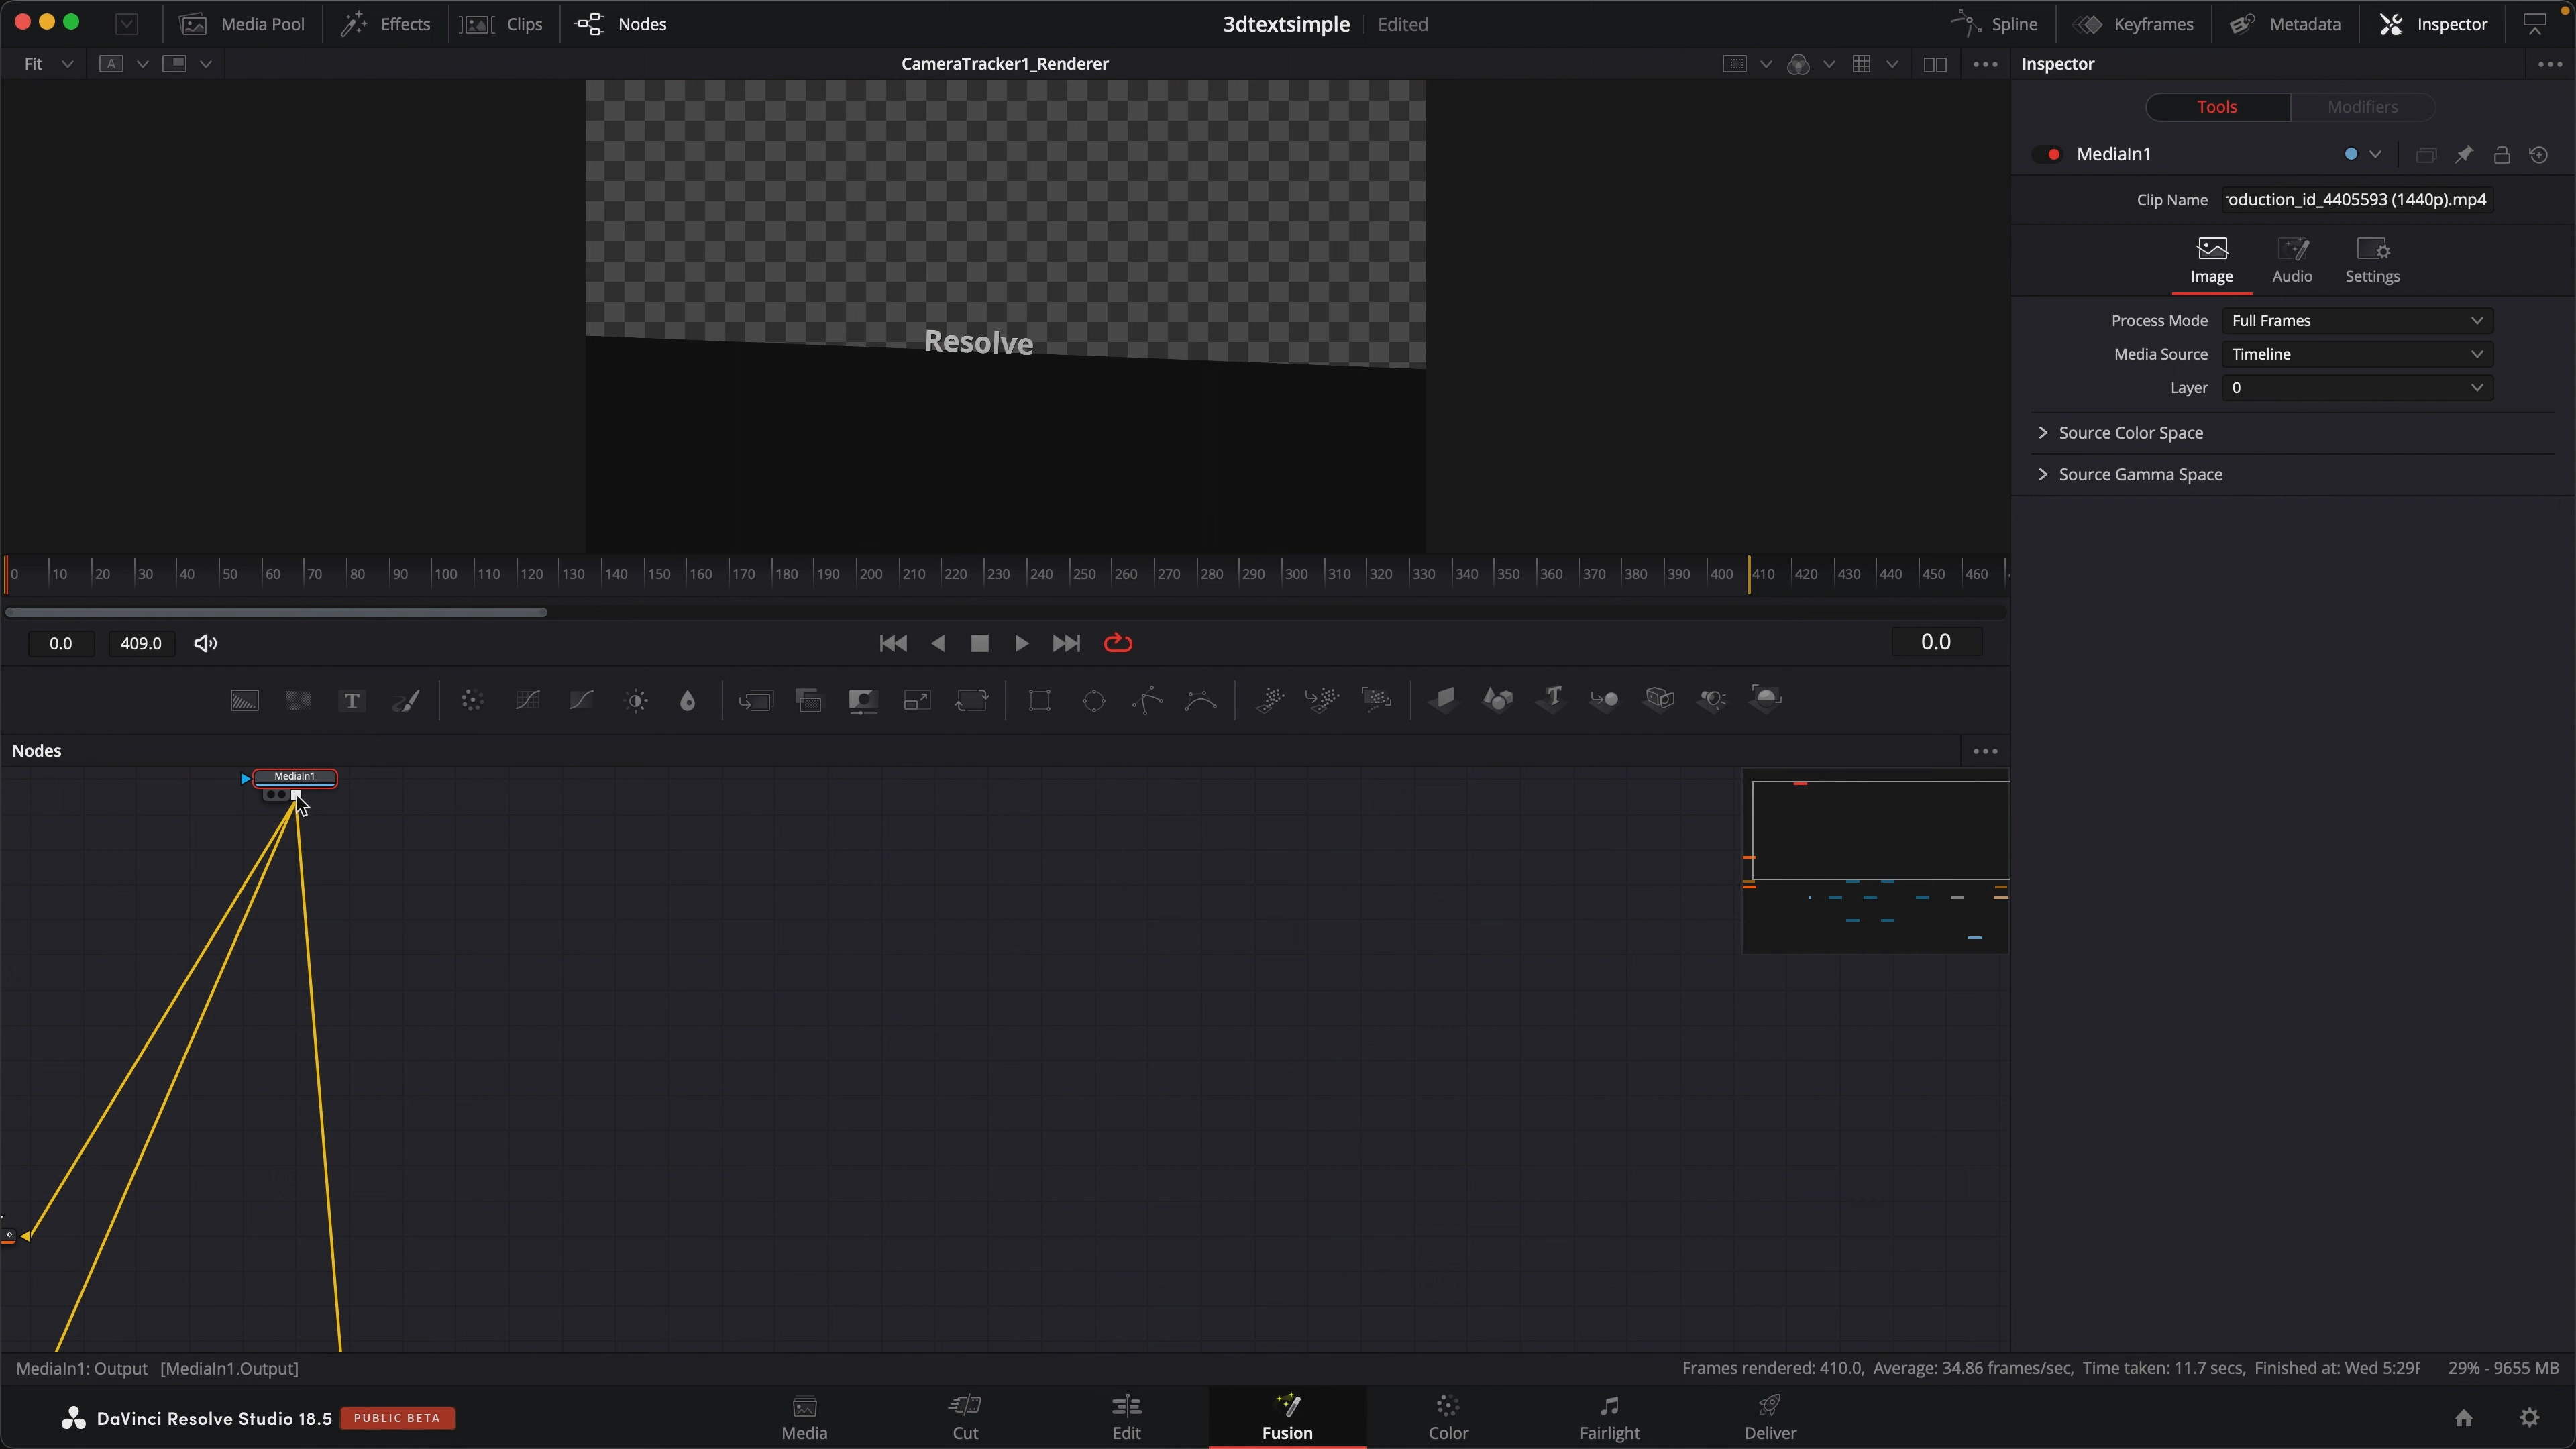 Media Pool
Effects
Clips
Nodes
3dtextsimple
Edited
Spline
Keyframes
Metadata
Inspector
Fit
A
CameraTracker1_Renderer
Inspector
Tools
Modifiers
MediaIn1
Clip Name
roduction_id_4405593 (1440p).mp4
Image
Audio
Settings
Process Mode
Full Frames
Media Source
Timeline
Layer
0
Source Color Space
Source Gamma Space
Resolve
0 10 20 30 40 50 60 70 80 90 100 110 120 130 140 150 160 170 180 190 200 210 220 230 240 250 260 270 280 290 300 310 320 330 340 350 360 370 380 390 400 410 420 430 440 450 460
0.0
409.0
0.0
T
T
Nodes
MediaIn1
MediaIn1: Output [MediaIn1.Output]
Frames rendered: 410.0, Average: 34.86 frames/sec, Time taken: 11.7 secs, Finished at: Wed 5:29
29% - 9655 MB
DaVinci Resolve Studio 18.5
PUBLIC BETA
Media
Cut
Edit
Fusion
Color
Fairlight
Deliver